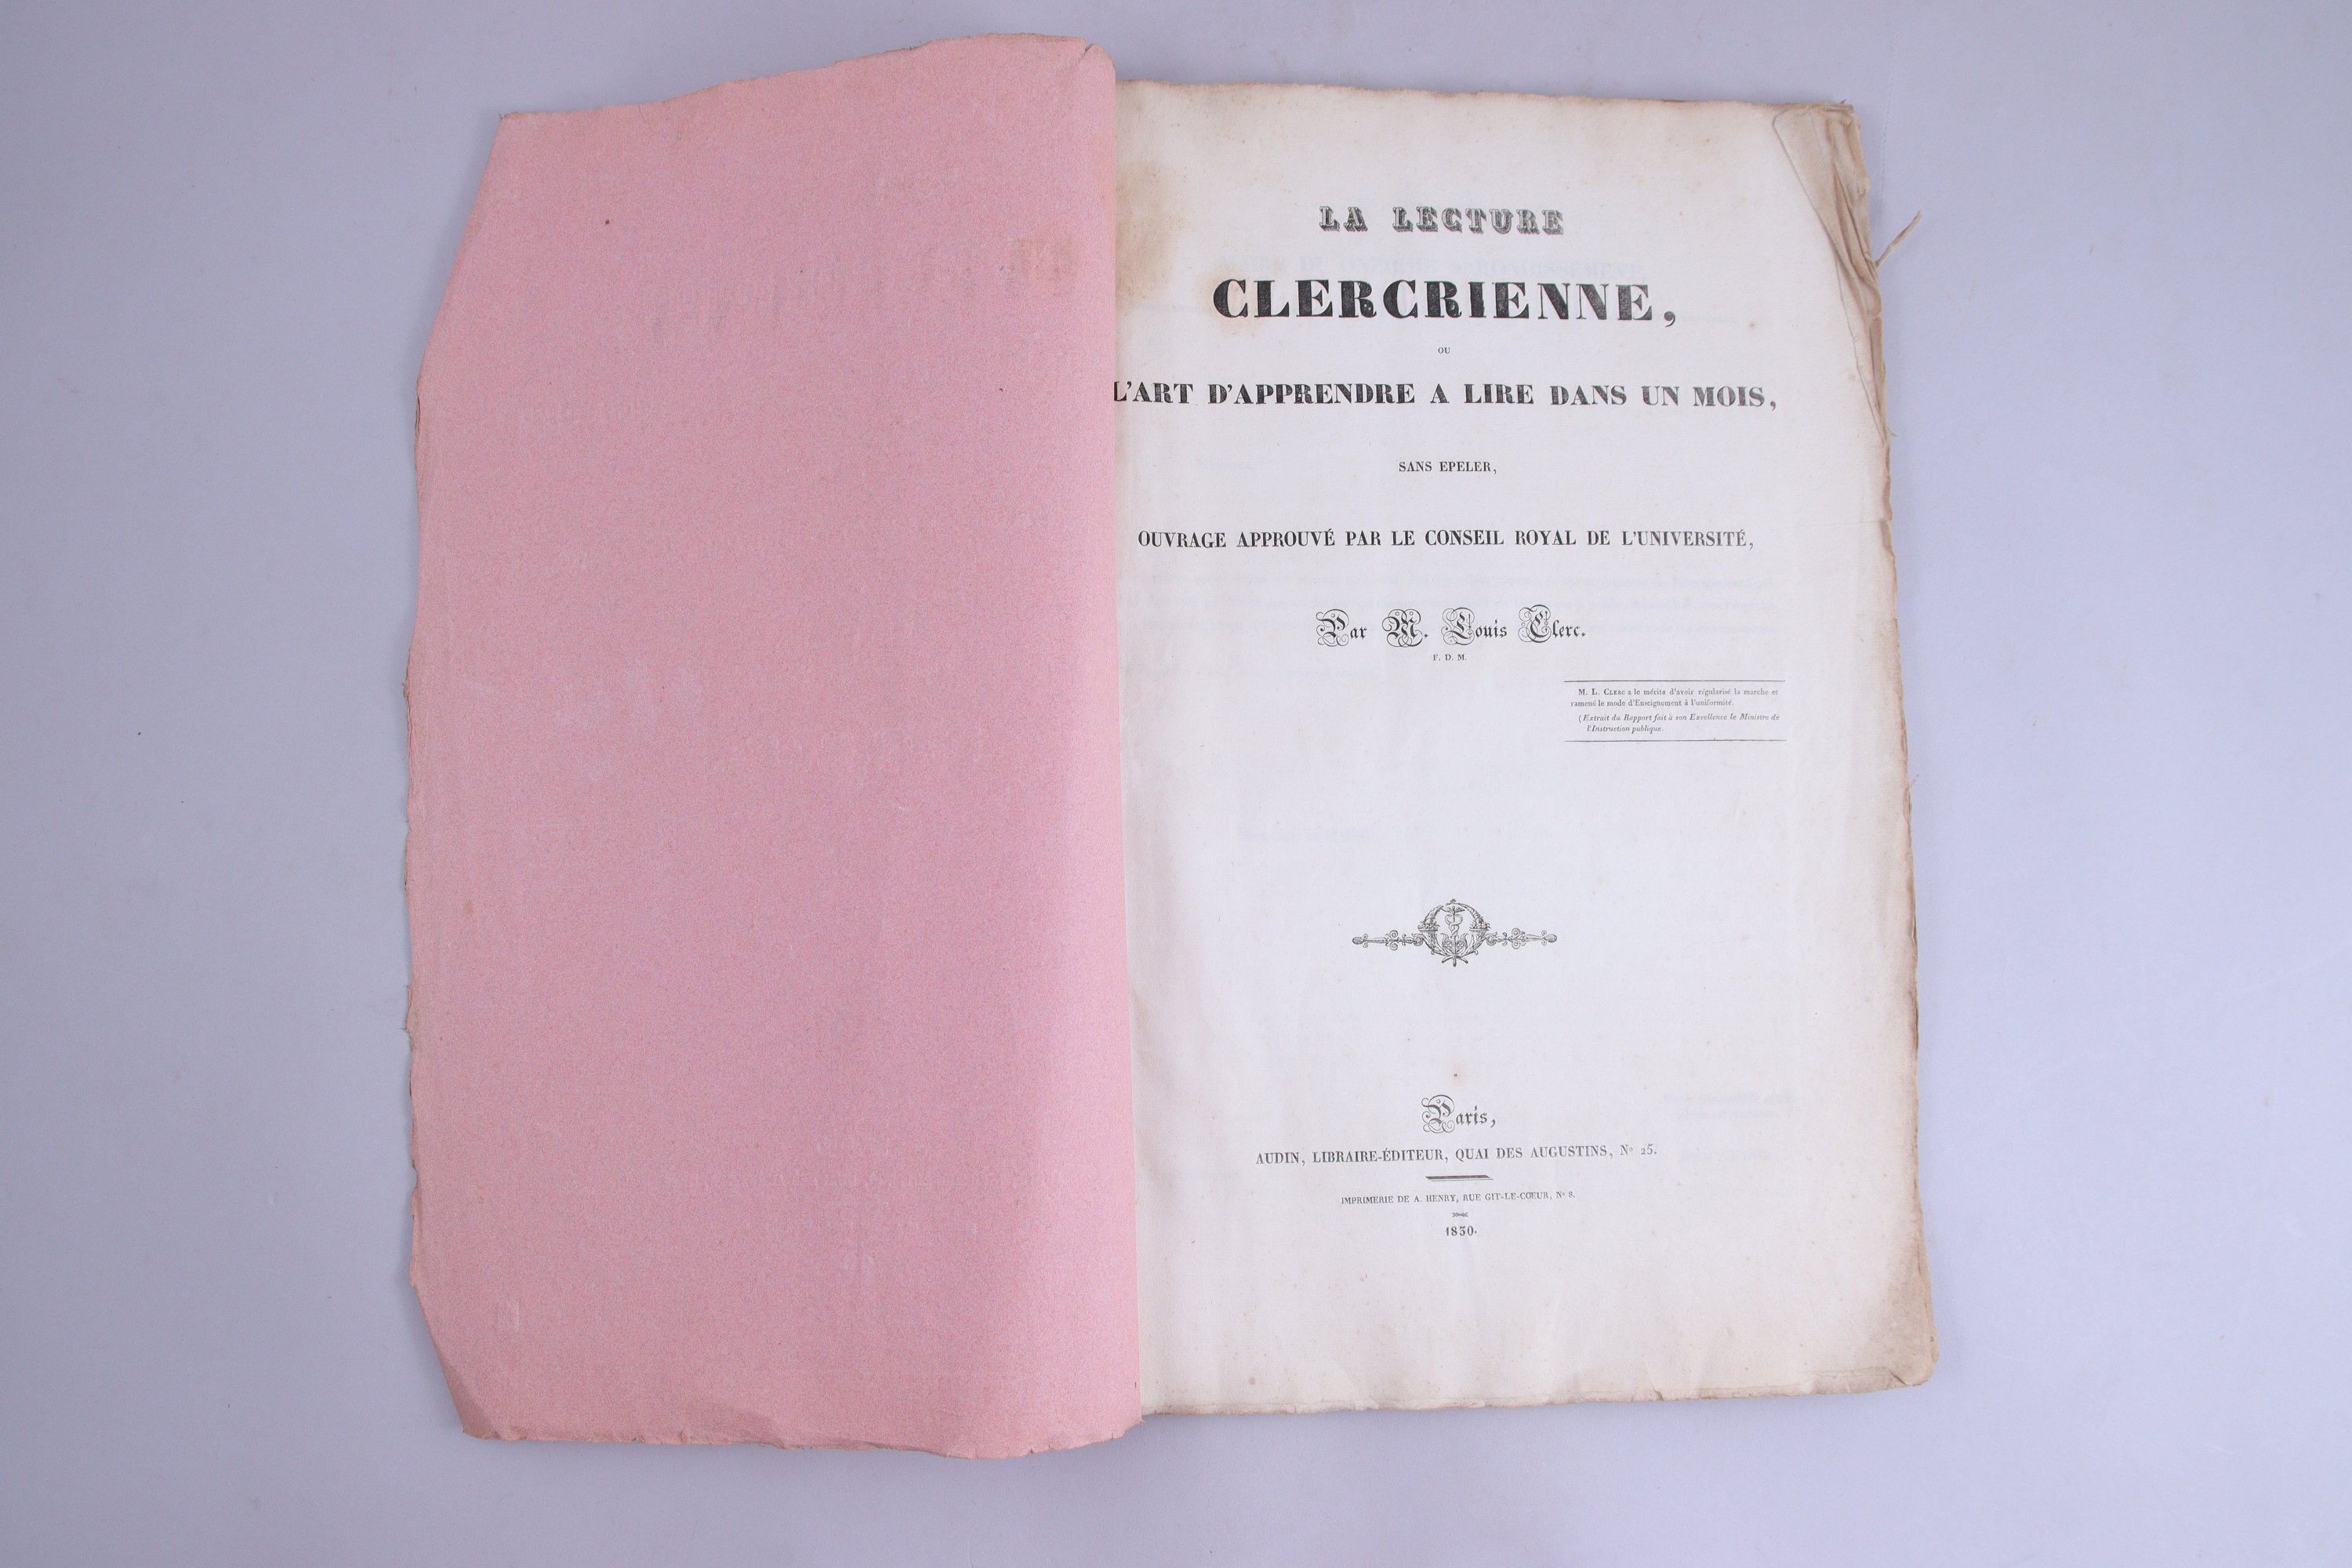 LA LECTURE
CLERCRIENNE,
OU
L'ART D'APPRENDRE A LIRE DANS UN MOIS,
SANS EPELER,
OUVRAGE APPROUVÉ PAR LE CONSEIL ROYAL DE L'UNIVERSITÉ,
Par M. Louis Clerc.
F. D. M.
M. L. CLERC a le mérite d'avoir régularisé la marche et
ramené le mode d'Enseignement à l'uniformité.
(Extrait du Rapport fait à son Excellence le Ministre de
l'Instruction publique.
Paris,
AUDIN, LIBRAIRE-ÉDITEUR, QUAI DES AUGUSTINS, No 25.
IMPRIMERIE DE A. HENRY, RUE GIT-LE-CŒUR, No 8.
1830.